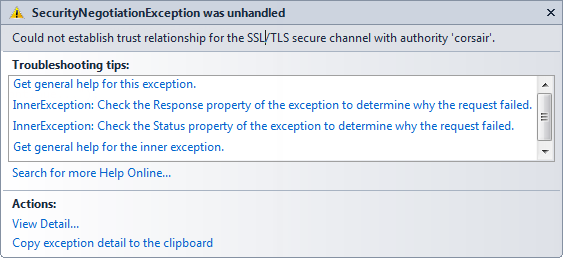 SecurityNegotiationException was unhandled
Could not establish trust relationship for the SSL/TLS secure channel with authority 'corsair'.
Troubleshooting tips:
Get general help for this exception.
InnerException: Check the Response property of the exception to determine why the request failed.
InnerException: Check the Status property of the exception to determine why the request failed.
Get general help for the inner exception.
Search for more Help Online...
Actions:
View Detail...
Copy exception detail to the clipboard